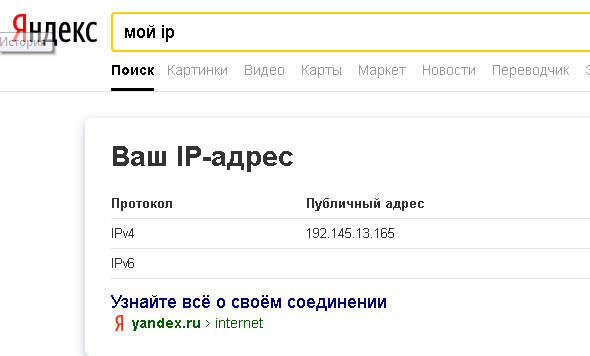 Яндекс
мой ip
История
Поиск Картинки Видео Карты Маркет Новости Переводчик
Ваш IP-адрес
Протокол Публичный адрес
IPv4 192.145.13.165
IPv6
Узнайте всё о своём соединении
Я yandex.ru › internet